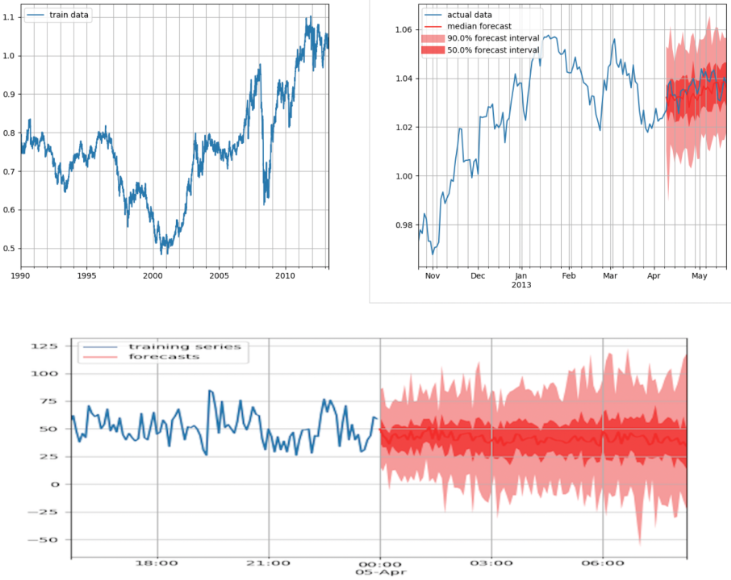 train data
1.1
1.0
0.9
0.8
0.7
0.6
0.5
1990 1995 2000 2005 2010
actual data
median forecast
90.0% forecast interval
50.0% forecast interval
1.06
1.04
1.02
1.00
0.98
Nov Dec Jan Feb Mar Apr May
2013
training series
forecasts
125
100
75
50
25
0
−25
−50
18:00 21:00 00:00 03:00 06:00
05-Apr